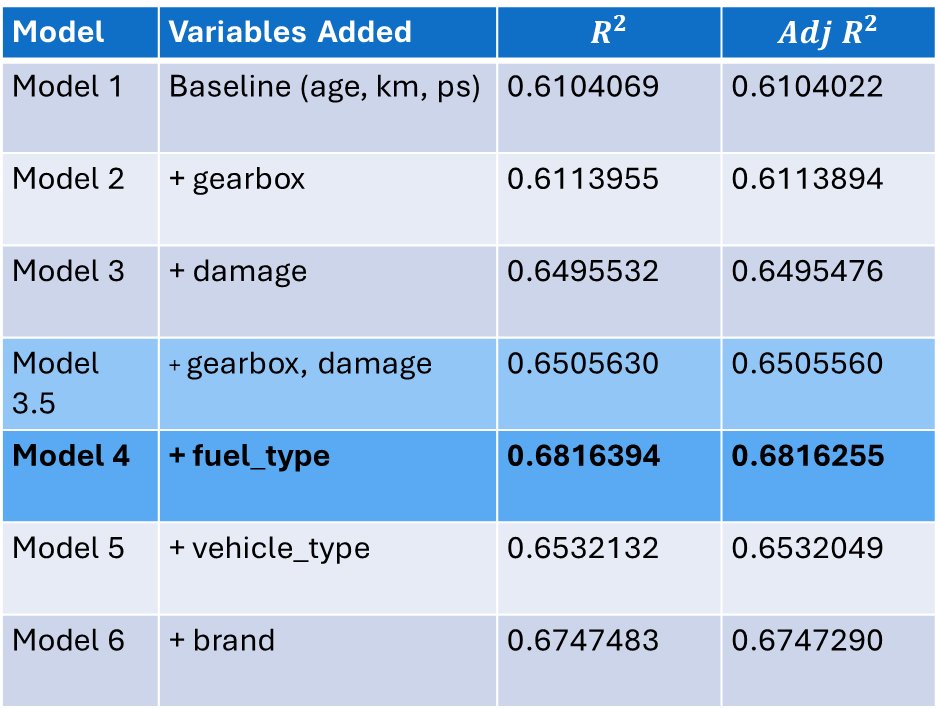 Model Variables Added R² Adj R²
Model 1 Baseline (age, km, ps) 0.6104069 0.6104022
Model 2 + gearbox 0.6113955 0.6113894
Model 3 + damage 0.6495532 0.6495476
Model + gearbox, damage 0.6505630 0.6505560
3.5
Model 4 + fuel_type 0.6816394 0.6816255
Model 5 + vehicle_type 0.6532132 0.6532049
Model 6 + brand 0.6747483 0.6747290